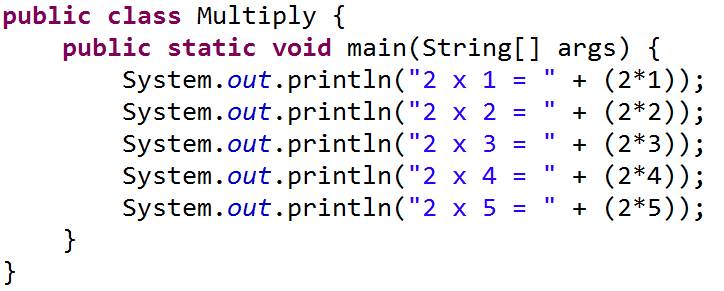 public class Multiply {
    public static void main(String[] args) {
        System.out.println("2 x 1 = " + (2*1));
        System.out.println("2 x 2 = " + (2*2));
        System.out.println("2 x 3 = " + (2*3));
        System.out.println("2 x 4 = " + (2*4));
        System.out.println("2 x 5 = " + (2*5));
    }
}